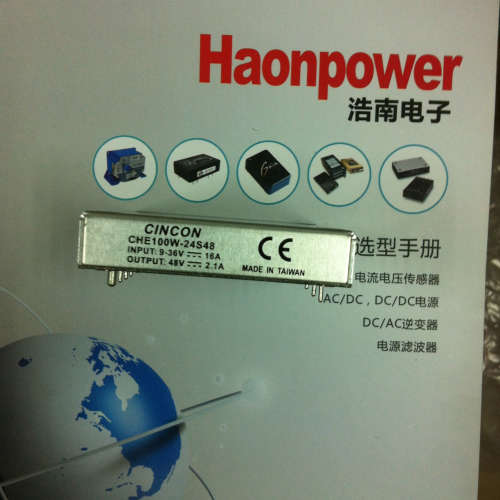 Haonpower
浩南电子
CINCON
CHE100W-24S48
INPUT: 9-36V ⎓ 16A
OUTPUT: 48V ⎓ 2.1A
CE
MADE IN TAIWAN
选型手册
电流电压传感器
AC/DC , DC/DC电源
DC/AC逆变器
电源滤波器